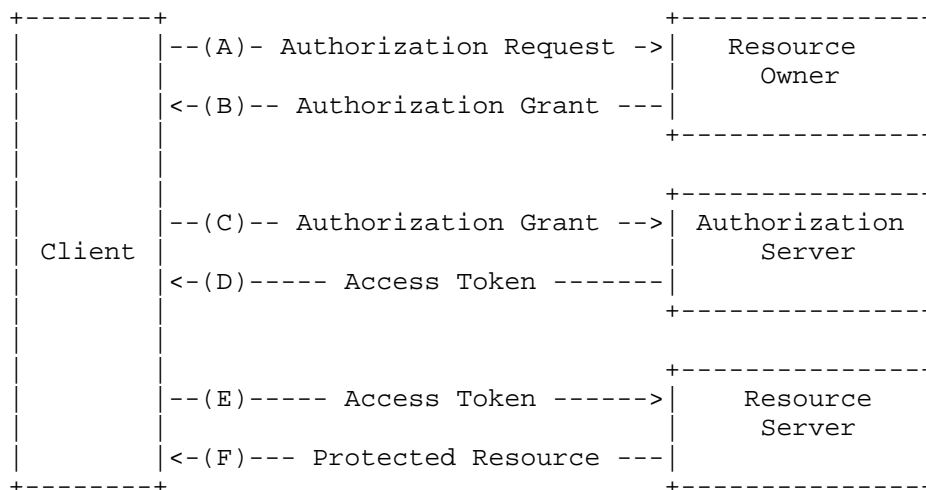 +--------+                               +---------------
|        |--(A)- Authorization Request ->|   Resource
|        |                               |     Owner
|        |<-(B)-- Authorization Grant ---|
|        |                               +---------------
|        |
|        |                               +---------------
|        |--(C)-- Authorization Grant -->| Authorization
| Client |                               |     Server
|        |<-(D)----- Access Token -------|
|        |                               +---------------
|        |
|        |                               +---------------
|        |--(E)----- Access Token ------>|    Resource
|        |                               |     Server
|        |<-(F)--- Protected Resource ---|
+--------+                               +---------------